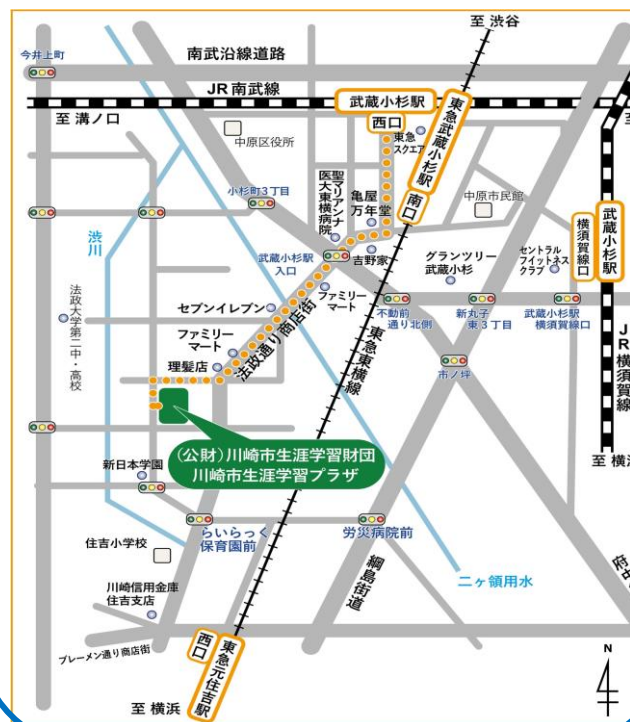 至 渋谷
今井上町
南武沿線道路
JR 南武線
武蔵小杉駅
西口
至 溝ノ口
中原区役所
東急
スクエア
東急武蔵小杉駅
南口
小杉町3丁目
聖マリアンナ
医大東横病院
亀屋
万年堂
中原市民館
渋川
武蔵小杉駅
入口
吉野家
グランツリー
武蔵小杉
セントラル
フィットネス
クラブ
横須賀線口
武蔵小杉駅
法政大学第二中・高校
セブンイレブン
ファミリー
マート
法政通り商店街
ファミリー
マート
理髪店
不動前
通り北側
新丸子
東3丁目
武蔵小杉駅
横須賀線口
東急東横線
市ノ坪
JR横須賀線
至 横浜
(公財)川崎市生涯学習財団
川崎市生涯学習プラザ
新日本学園
住吉小学校
らいらっく
保育園前
労災病院前
川崎信用金庫
住吉支店
綱島街道
二ヶ領用水
ブレーメン通り商店街
西口
東急元住吉駅
至 横浜
N